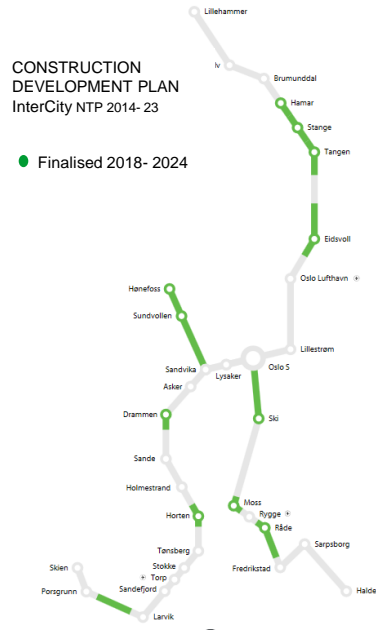 Lillehammer
CONSTRUCTION
DEVELOPMENT PLAN
InterCity NTP 2014- 23
Iv
Brumunddal
Hamar
Stange
Finalised 2018- 2024
Tangen
Eidsvoll
Oslo Lufthavn
Hønefoss
Sundvollen
Lillestrøm
Sandvika
Lysaker
Oslo S
Asker
Drammen
Ski
Sande
Holmestrand
Moss
Rygge
Horten
Råde
Sarpsborg
Tønsberg
Skien
Stokke
Torp
Fredrikstad
Porsgrunn
Sandefjord
Halde
Larvik